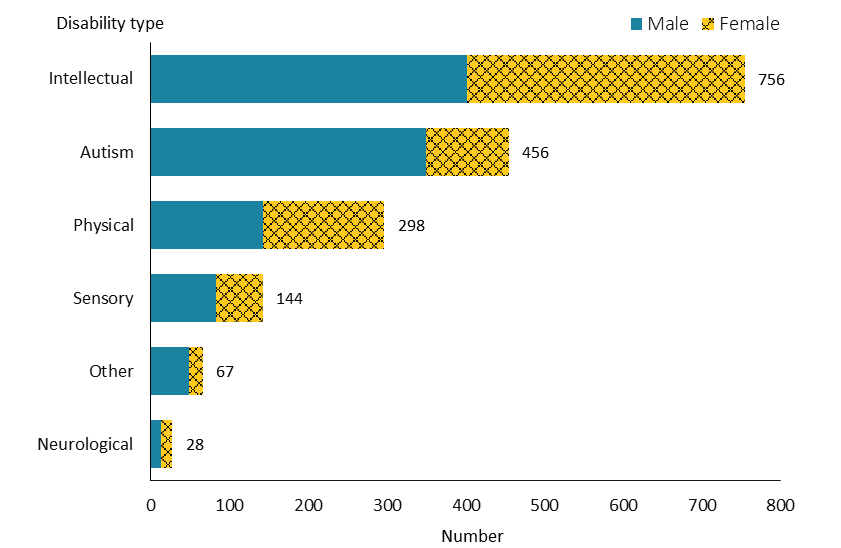 Disability type
Male Female
Intellectual 756
Autism 456
Physical 298
Sensory 144
Other 67
Neurological 28
0 100 200 300 400 500 600 700 800
Number